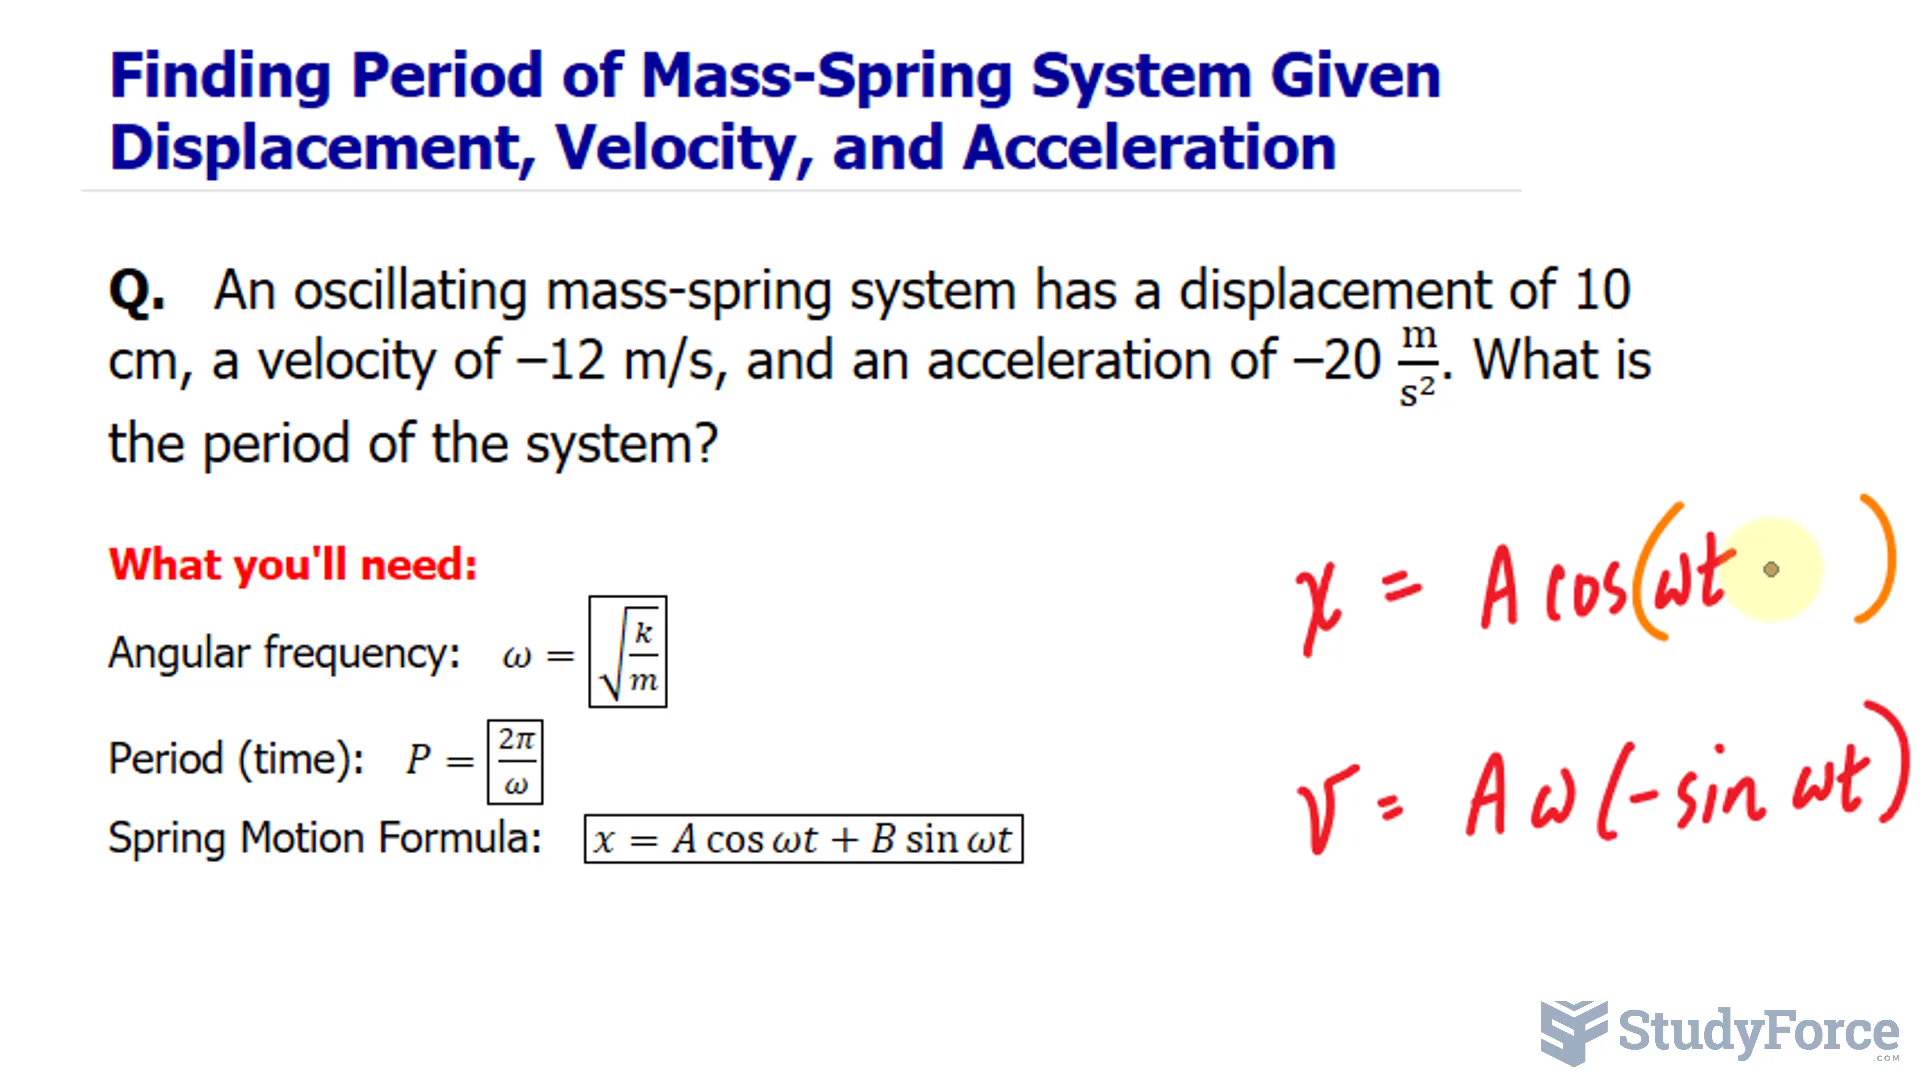 Finding Period of Mass-Spring System Given
Displacement, Velocity, and Acceleration
Q. An oscillating mass-spring system has a displacement of 10
cm, a velocity of –12 m/s, and an acceleration of –20 m/s². What is
the period of the system?
What you'll need:
Angular frequency: ω = √(k/m)
Period (time): P = 2π/ω
Spring Motion Formula: x = A cos ωt + B sin ωt
x = A cos(ωt )
v = Aω(-sin ωt)
StudyForce
.COM